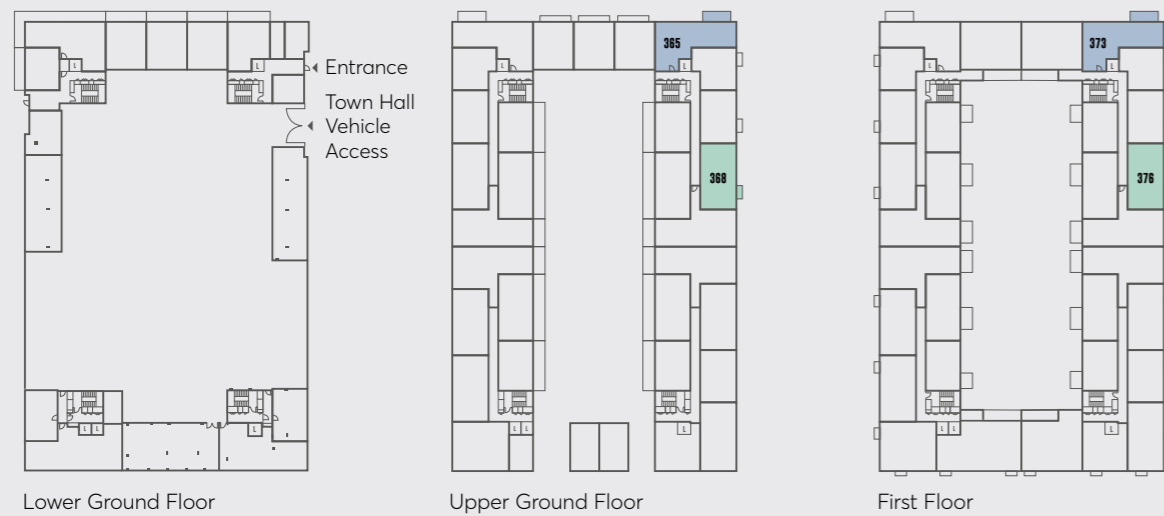 365
373
L
L
L
L
L
L
Entrance
Town Hall
Vehicle
Access
368
376
L
L
L
L
L
L
L
L
L
Lower Ground Floor
Upper Ground Floor
First Floor